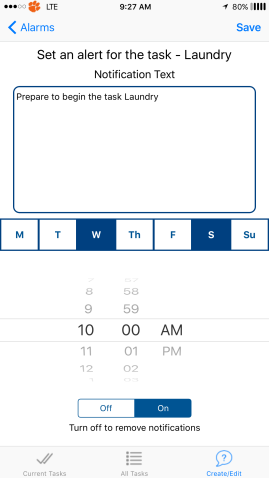 LTE 9:27 AM 80%
Alarms Save
Set an alert for the task - Laundry
Notification Text
Prepare to begin the task Laundry
M T W Th F S Su
8 58
9 59
10 00 AM
11 01 PM
12 02
Off On
Turn off to remove notifications
Current Tasks All Tasks Create/Edit